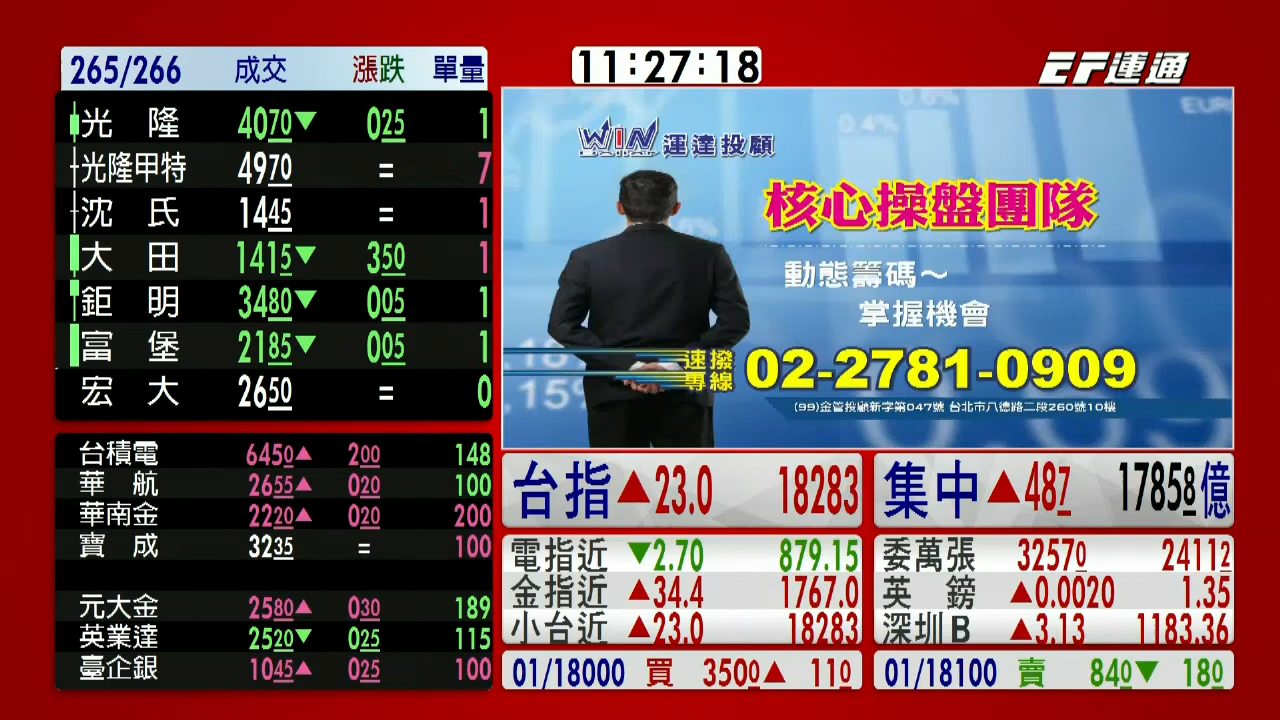 265/266 成交 漲跌 單量
光隆 4070▼ 025 1
光隆甲特 4970 = 7
沈氏 1445 = 1
大田 1415▼ 350 1
鉅明 3480▼ 005 1
富堡 2185▼ 005 1
宏大 2650 = 0
台積電 6450▲ 200 148
華航 2655▲ 020 100
華南金 2220▲ 020 200
寶成 3235 = 100
元大金 2580▲ 030 189
英業達 2520▼ 025 115
臺企銀 1045▲ 025 100
11:27:18
EF運通
WIN 運達投顧
核心操盤團隊
動態籌碼～
掌握機會
速撥專線 02-2781-0909
(99)金管投顧新字第047號 台北市八德路二段260號10樓
台指▲23.0 18283
集中▲487 17858億
電指近 ▼2.70 879.15
金指近 ▲34.4 1767.0
小台近 ▲23.0 18283
委萬張 32570 24112
英鎊 ▲0.0020 1.35
深圳B ▲3.13 1183.36
01/18000 買 3500▲ 110
01/18100 賣 840▼ 180